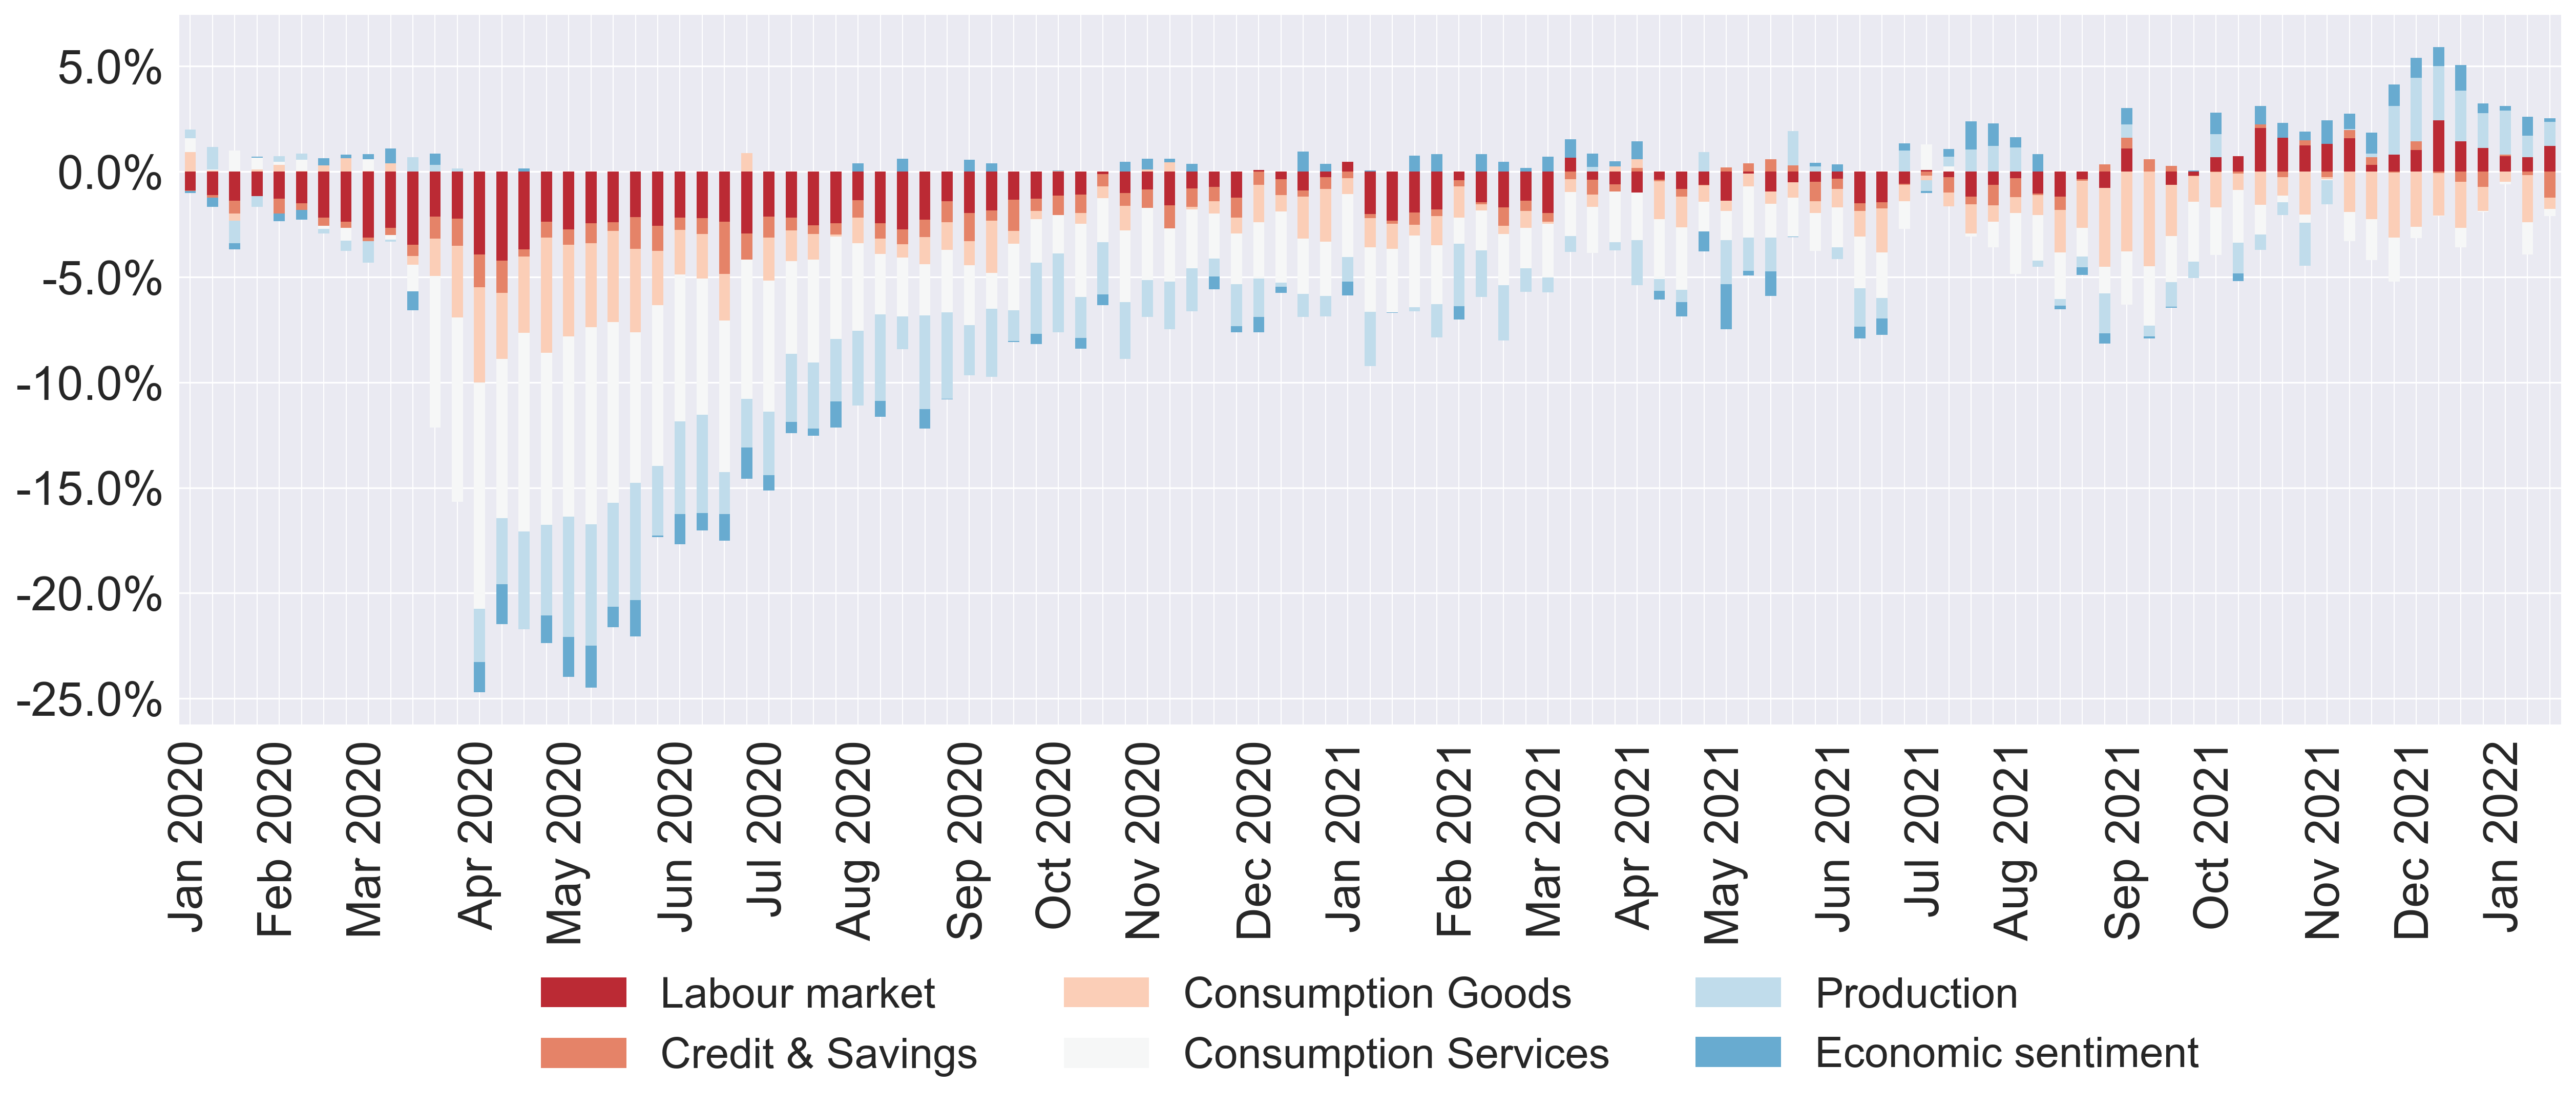 5.0%
0.0%
-5.0%
-10.0%
-15.0%
-20.0%
-25.0%
Jan 2020
Feb 2020
Mar 2020
Apr 2020
May 2020
Jun 2020
Jul 2020
Aug 2020
Sep 2020
Oct 2020
Nov 2020
Dec 2020
Jan 2021
Feb 2021
Mar 2021
Apr 2021
May 2021
Jun 2021
Jul 2021
Aug 2021
Sep 2021
Oct 2021
Nov 2021
Dec 2021
Jan 2022
Labour market
Consumption Goods
Production
Credit & Savings
Consumption Services
Economic sentiment